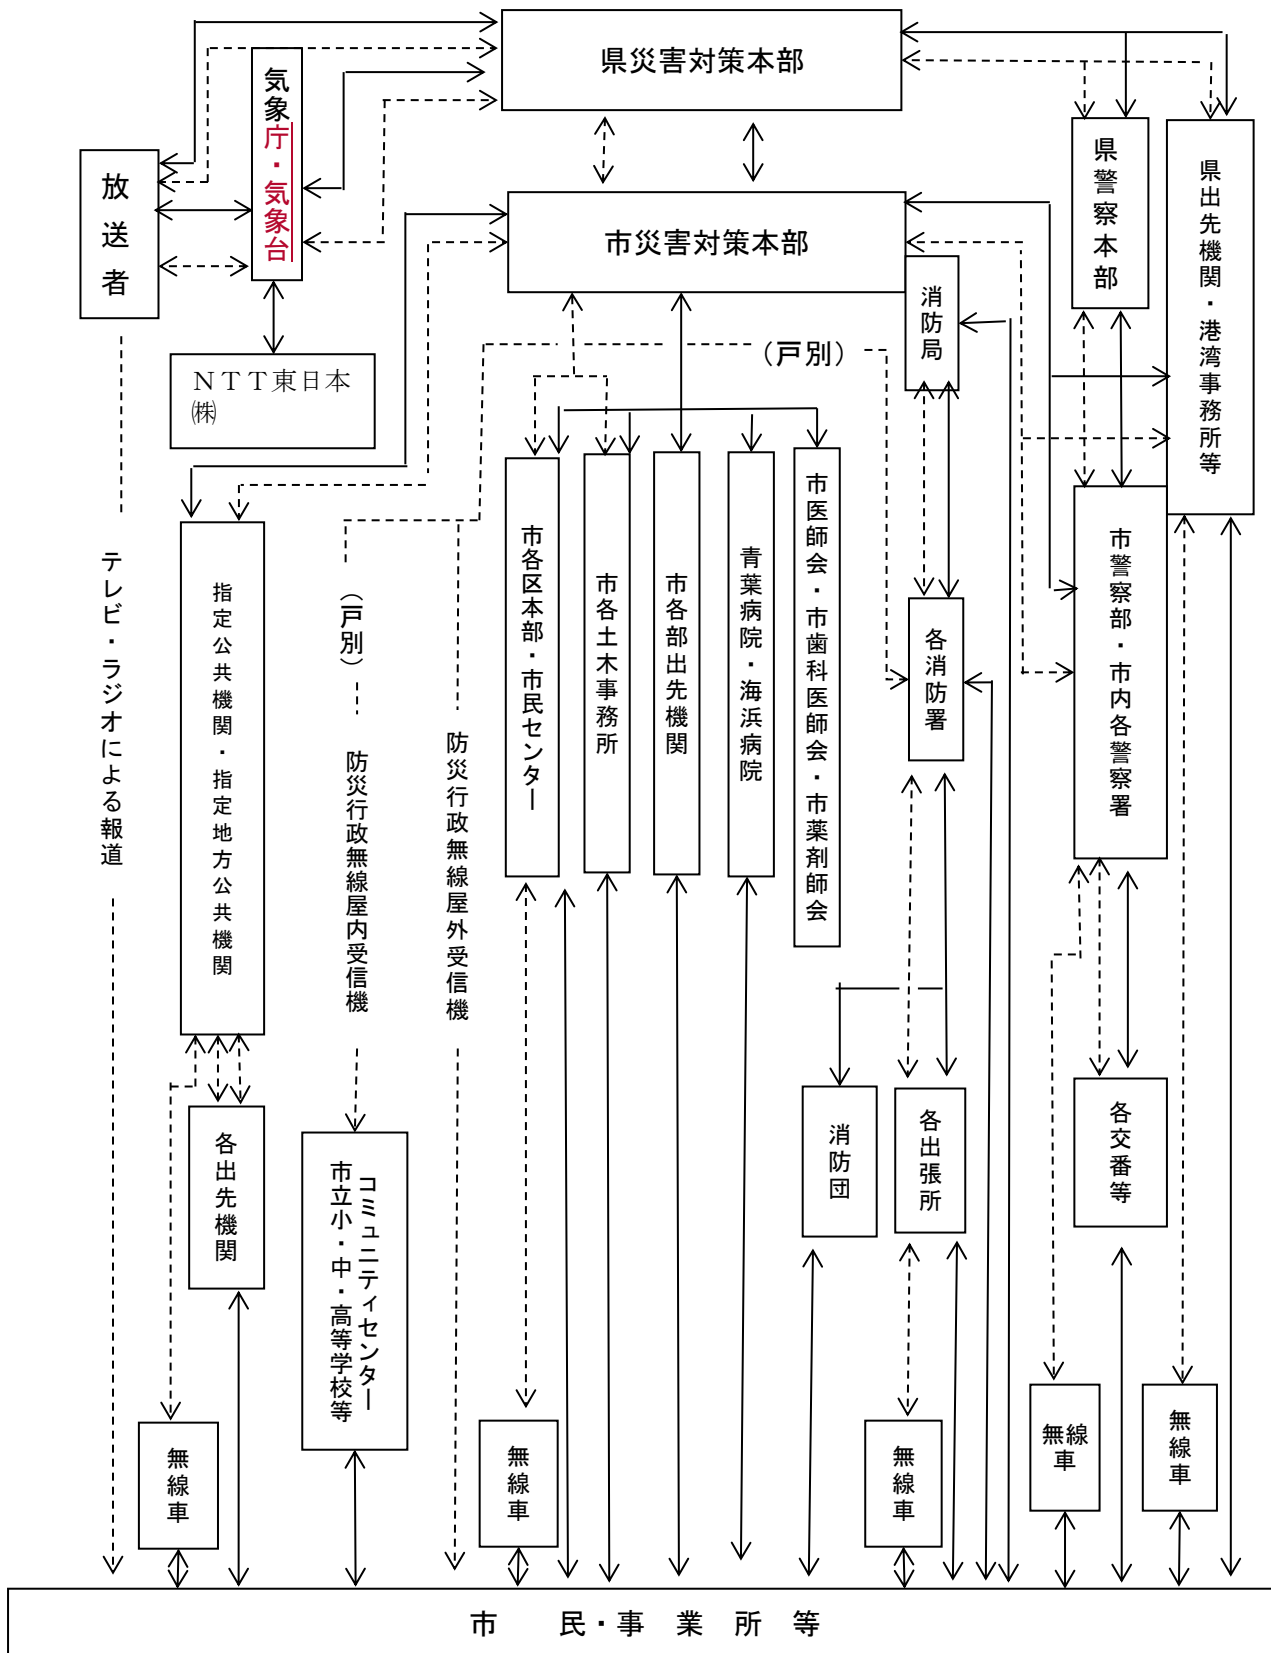 県災害対策本部
気象庁・気象台
放送者
市災害対策本部
県警察本部
県出先機関・港湾事務所等
消防局
(戸別)
ＮＴＴ東日本
㈱
テレビ・ラジオによる報道
指定公共機関・指定地方公共機関
(戸別)
防災行政無線屋内受信機
防災行政無線屋外受信機
市各区本部・市民センター
市各土木事務所
市各部出先機関
青葉病院・海浜病院
市医師会・市歯科医師会・市薬剤師会
各消防署
市警察部・市内各警察署
各出先機関
コミュニティセンター
市立小・中・高等学校等
消防団
各出張所
各交番等
無線車
無線車
無線車
無線
車
無線車
市　民・事　業　所　等